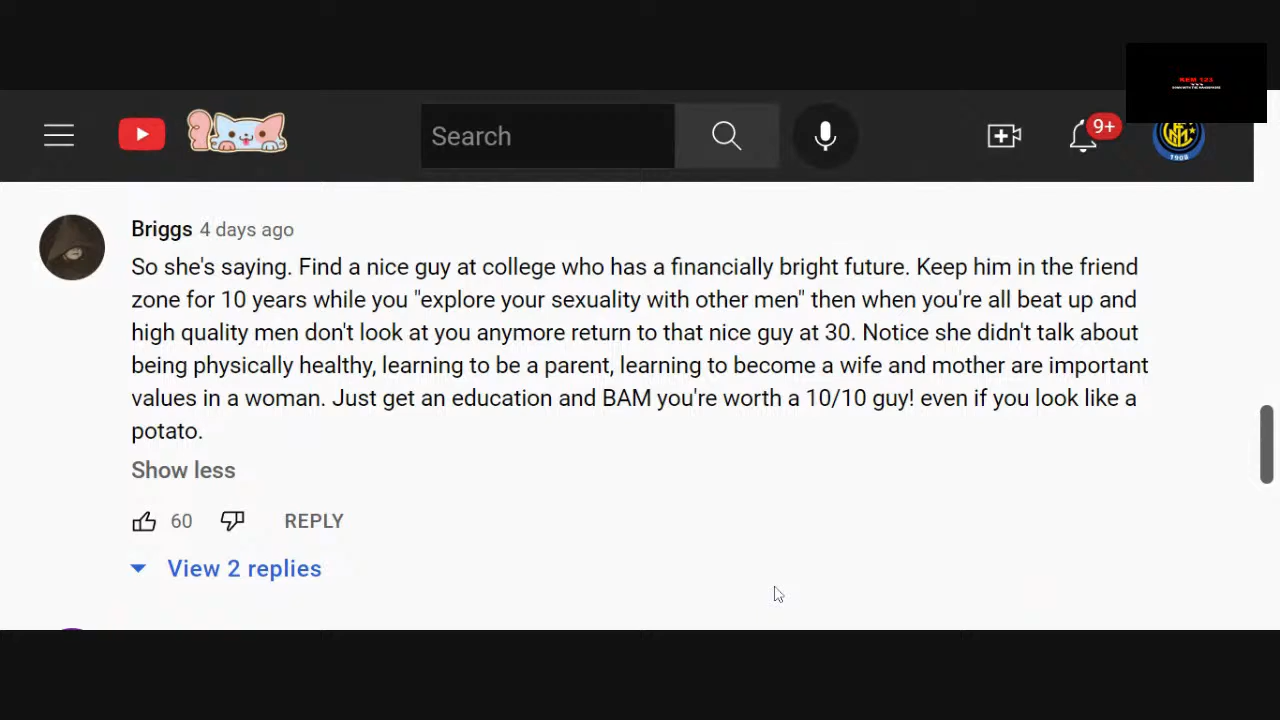 KEM 123
Search
9+
1908
Briggs 4 days ago
So she's saying. Find a nice guy at college who has a financially bright future. Keep him in the friend
zone for 10 years while you "explore your sexuality with other men" then when you're all beat up and
high quality men don't look at you anymore return to that nice guy at 30. Notice she didn't talk about
being physically healthy, learning to be a parent, learning to become a wife and mother are important
values in a woman. Just get an education and BAM you're worth a 10/10 guy! even if you look like a
potato.
Show less
60 REPLY
View 2 replies